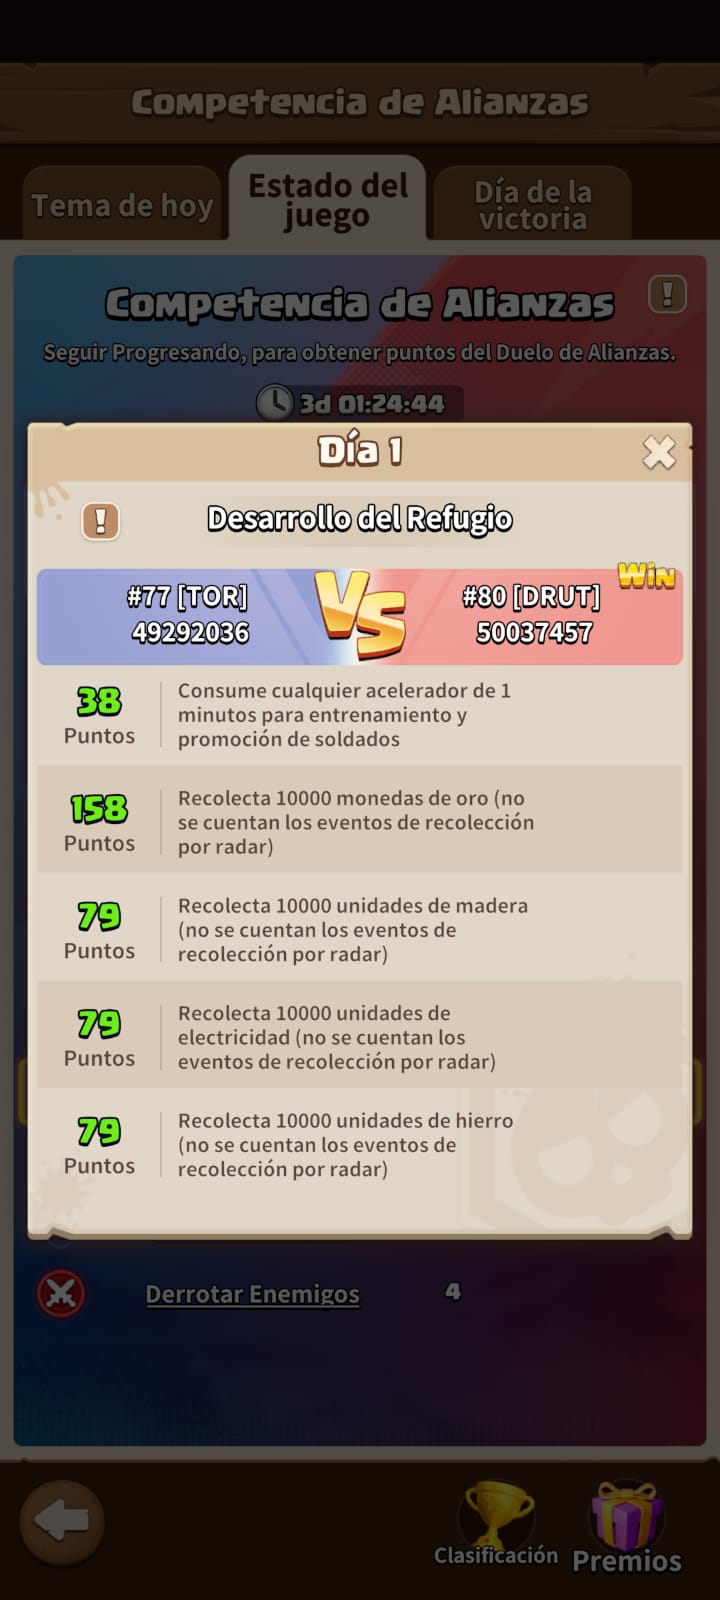 Competencia de Alianzas
Tema de hoy
Estado del
juego
Día de la
victoria
Competencia de Alianzas
!
Seguir Progresando, para obtener puntos del Duelo de Alianzas.
3d 01:24:44
Día 1
!
Desarrollo del Refugio
#77 [TOR]
49292036
VS
#80 [DRUT]
50037457
Win
38
Puntos
Consume cualquier acelerador de 1
minutos para entrenamiento y
promoción de soldados
158
Puntos
Recolecta 10000 monedas de oro (no
se cuentan los eventos de recolección
por radar)
79
Puntos
Recolecta 10000 unidades de madera
(no se cuentan los eventos de
recolección por radar)
79
Puntos
Recolecta 10000 unidades de
electricidad (no se cuentan los
eventos de recolección por radar)
79
Puntos
Recolecta 10000 unidades de hierro
(no se cuentan los eventos de
recolección por radar)
Derrotar Enemigos
4
Clasificación
Premios